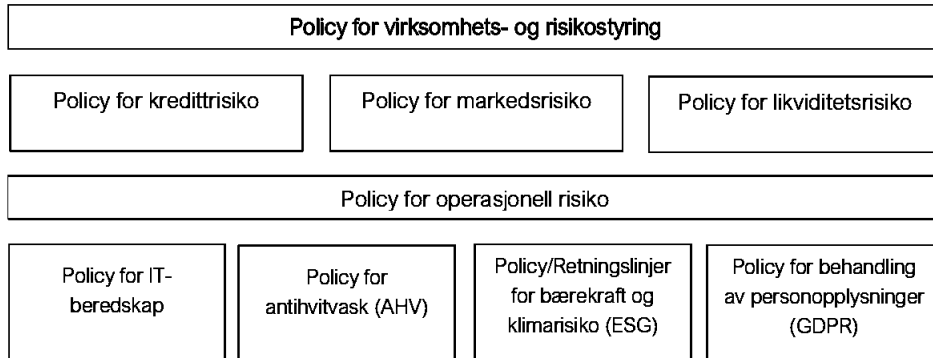 Policy for virksomhets- og risikostyring
Policy for kredittrisiko
Policy for markedsrisiko
Policy for likviditetsrisiko
Policy for operasjonell risiko
Policy for IT-
beredskap
Policy for
antihvitvask (AHV)
Policy/Retningslinjer
for bærekraft og
klimarisiko (ESG)
Policy for behandling
av personopplysninger
(GDPR)